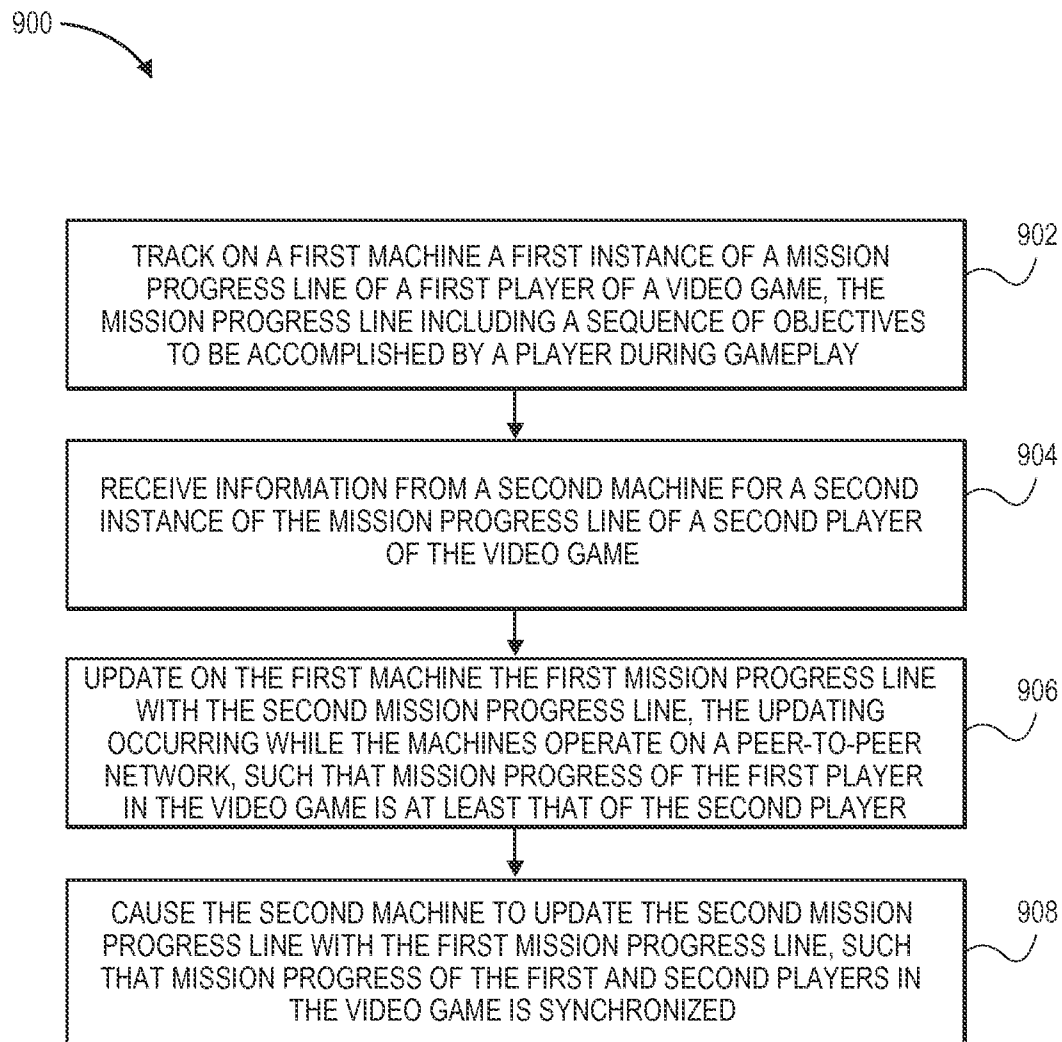 900
902
TRACK ON A FIRST MACHINE A FIRST INSTANCE OF A MISSION
PROGRESS LINE OF A FIRST PLAYER OF A VIDEO GAME, THE
MISSION PROGRESS LINE INCLUDING A SEQUENCE OF OBJECTIVES
TO BE ACCOMPLISHED BY A PLAYER DURING GAMEPLAY
904
RECEIVE INFORMATION FROM A SECOND MACHINE FOR A SECOND
INSTANCE OF THE MISSION PROGRESS LINE OF A SECOND PLAYER
OF THE VIDEO GAME
906
UPDATE ON THE FIRST MACHINE THE FIRST MISSION PROGRESS LINE
WITH THE SECOND MISSION PROGRESS LINE, THE UPDATING
OCCURRING WHILE THE MACHINES OPERATE ON A PEER-TO-PEER
NETWORK, SUCH THAT MISSION PROGRESS OF THE FIRST PLAYER
IN THE VIDEO GAME IS AT LEAST THAT OF THE SECOND PLAYER
908
CAUSE THE SECOND MACHINE TO UPDATE THE SECOND MISSION
PROGRESS LINE WITH THE FIRST MISSION PROGRESS LINE, SUCH
THAT MISSION PROGRESS OF THE FIRST AND SECOND PLAYERS IN
THE VIDEO GAME IS SYNCHRONIZED